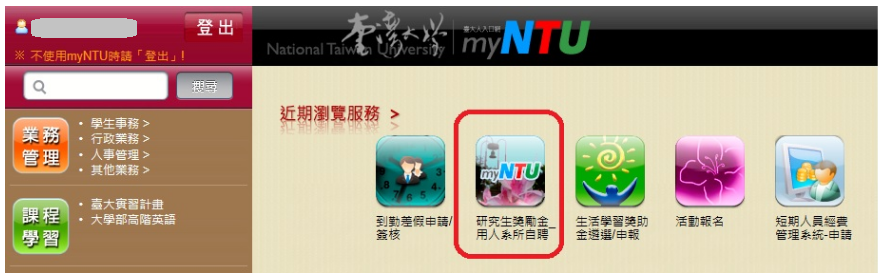 登出
※ 不使用myNTU時請「登出」!
搜尋
臺灣大學
National Taiwan University
臺大人入口網
myNTU
近期瀏覽服務 >
業務
管理
• 學生事務 >
• 行政業務 >
• 人事管理 >
• 其他業務 >
課程
學習
• 臺大實習計畫
• 大學部高階英語
myNTU
到勤差假申請/
簽核
研究生獎勵金_
用人系所自聘
生活學習獎助
金遴選/申報
活動報名
短期人員經費
管理系統-申請